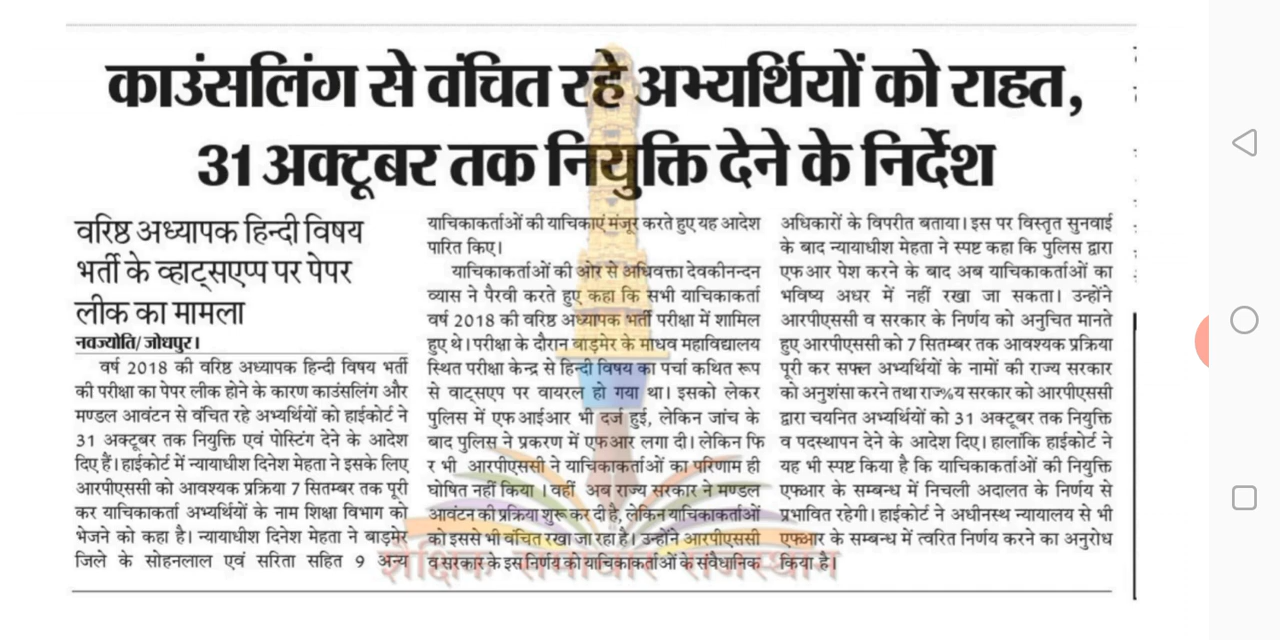 काउंसलिंग से वंचित रहे अभ्यर्थियों को राहत,
31 अक्टूबर तक नियुक्ति देने के निर्देश
वरिष्ठ अध्यापक हिन्दी विषय
भर्ती के व्हाट्सएप्प पर पेपर
लीक का मामला
नवज्योति/जोधपुर।
वर्ष 2018 की वरिष्ठ अध्यापक हिन्दी विषय भर्ती
की परीक्षा का पेपर लीक होने के कारण काउंसलिंग और
मण्डल आवंटन से वंचित रहे अभ्यर्थियों को हाईकोर्ट ने
31 अक्टूबर तक नियुक्ति एवं पोस्टिंग देने के आदेश
दिए हैं। हाईकोर्ट में न्यायाधीश दिनेश मेहता ने इसके लिए
आरपीएससी को आवश्यक प्रक्रिया 7 सितम्बर तक पूरी
कर याचिकाकर्ता अभ्यर्थियों के नाम शिक्षा विभाग को
भेजने को कहा है। न्यायाधीश दिनेश मेहता ने बाड़मेर
जिले के सोहनलाल एवं सरिता सहित 9 अन्य
याचिकाकर्ताओं की याचिकाएं मंजूर करते हुए यह आदेश
पारित किए।
याचिकाकर्ताओं की ओर से अधिवक्ता देवकीनन्दन
व्यास ने पैरवी करते हुए कहा कि सभी याचिकाकर्ता
वर्ष 2018 की वरिष्ठ अध्यापक भर्ती परीक्षा में शामिल
हुए थे। परीक्षा के दौरान बाड़मेर के माधव महाविद्यालय
स्थित परीक्षा केन्द्र से हिन्दी विषय का पर्चा कथित रूप
से वाट्सएप पर वायरल हो गया था। इसको लेकर
पुलिस में एफआईआर भी दर्ज हुई, लेकिन जांच के
बाद पुलिस ने प्रकरण में एफआर लगा दी। लेकिन फि
र भी आरपीएससी ने याचिकाकर्ताओं का परिणाम ही
घोषित नहीं किया । वहीं अब राज्य सरकार ने मण्डल
आवंटन की प्रक्रिया शुरू कर दी है, लेकिन याचिकाकर्ताओं
को इससे भी वंचित रखा जा रहा है। उन्होंने आरपीएससी
व सरकार के इस निर्णय को याचिकाकर्ताओं के संवैधानिक
अधिकारों के विपरीत बताया। इस पर विस्तृत सुनवाई
के बाद न्यायाधीश मेहता ने स्पष्ट कहा कि पुलिस द्वारा
एफआर पेश करने के बाद अब याचिकाकर्ताओं का
भविष्य अधर में नहीं रखा जा सकता। उन्होंने
आरपीएससी व सरकार के निर्णय को अनुचित मानते
हुए आरपीएससी को 7 सितम्बर तक आवश्यक प्रक्रिया
पूरी कर सफ्ल अभ्यर्थियों के नामों की राज्य सरकार
को अनुशंसा करने तथा राज%य सरकार को आरपीएससी
द्वारा चयनित अभ्यर्थियों को 31 अक्टूबर तक नियुक्ति
व पदस्थापन देने के आदेश दिए। हालांकि हाईकोर्ट ने
यह भी स्पष्ट किया है कि याचिकाकर्ताओं की नियुक्ति
एफ्आर के सम्बन्ध में निचली अदालत के निर्णय से
प्रभावित रहेगी। हाईकोर्ट ने अधीनस्थ न्यायालय से भी
एफ्आर के सम्बन्ध में त्वरित निर्णय करने का अनुरोध
किया है।
शैक्षिक समाचार राजस्थान